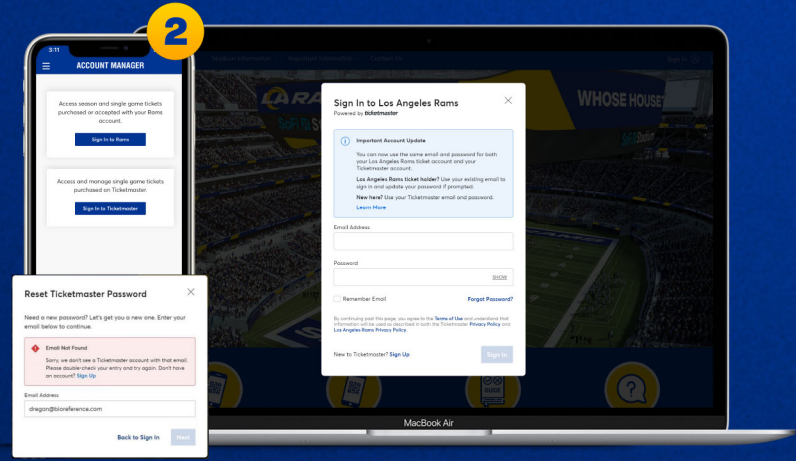 2
3:11
ACCOUNT MANAGER
Access season and single game tickets
purchased or accepted with your Rams
account.
Sign In to Rams
Access and manage single game tickets
purchased on Ticketmaster.
Sign In to Ticketmaster
Reset Ticketmaster Password
Need a new password? Let's get you a new one. Enter your
email below to continue.
Email Not Found
Sorry, we don't see a Ticketmaster account with that email.
Please double-check your entry and try again. Don't have
an account? Sign Up
Email Address
dregan@bioreference.com
Back to Sign In
Next
Contact Us
Sign In
WHOSE HOUSE
SoFi Stadium
Sign In to Los Angeles Rams
Powered by ticketmaster
Important Account Update
You can now use the same email and password for both
your Los Angeles Rams ticket account and your
Ticketmaster account.
Los Angeles Rams ticket holder? Use your existing email to
sign in and update your password if prompted.
New here? Use your Ticketmaster email and password.
Learn More
Email Address
Password
SHOW
Remember Email
Forgot Password?
By continuing past this page, you agree to the Terms of Use and understand that
information will be used as described in both the Ticketmaster Privacy Policy and
Los Angeles Rams Privacy Policy.
New to Ticketmaster? Sign Up
Sign In
GUIDE
?
MacBook Air